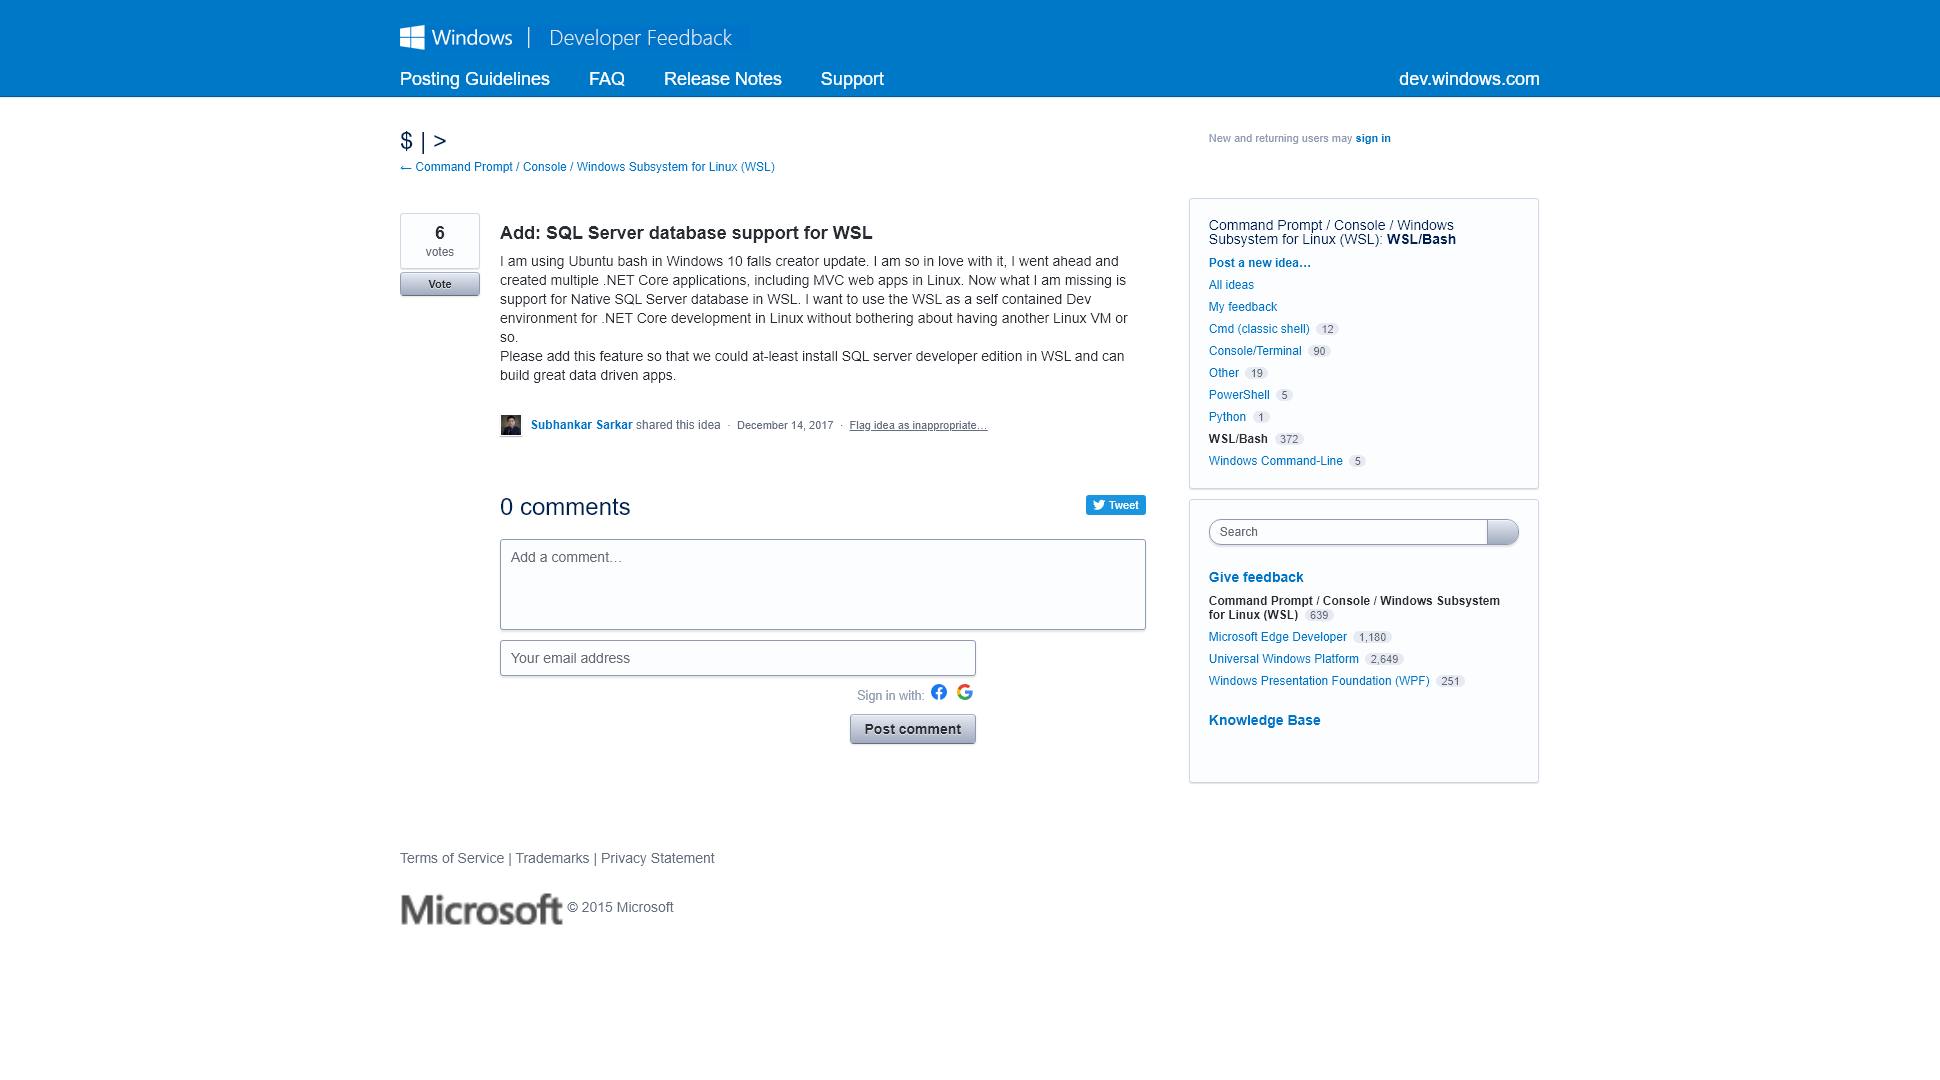 Windows | Developer Feedback
Posting Guidelines FAQ Release Notes Support dev.windows.com
$ | >
← Command Prompt / Console / Windows Subsystem for Linux (WSL)
New and returning users may sign in
6
votes
Vote
Add: SQL Server database support for WSL
I am using Ubuntu bash in Windows 10 falls creator update. I am so in love with it, I went ahead and
created multiple .NET Core applications, including MVC web apps in Linux. Now what I am missing is
support for Native SQL Server database in WSL. I want to use the WSL as a self contained Dev
environment for .NET Core development in Linux without bothering about having another Linux VM or
so.
Please add this feature so that we could at-least install SQL server developer edition in WSL and can
build great data driven apps.
Subhankar Sarkar shared this idea · December 14, 2017 · Flag idea as inappropriate…
0 comments
Tweet
Add a comment…
Your email address
Sign in with:
Post comment
Command Prompt / Console / Windows
Subsystem for Linux (WSL): WSL/Bash
Post a new idea…
All ideas
My feedback
Cmd (classic shell) 12
Console/Terminal 90
Other 19
PowerShell 5
Python 1
WSL/Bash 372
Windows Command-Line 5
Search
Give feedback
Command Prompt / Console / Windows Subsystem
for Linux (WSL) 639
Microsoft Edge Developer 1,180
Universal Windows Platform 2,649
Windows Presentation Foundation (WPF) 251
Knowledge Base
Terms of Service | Trademarks | Privacy Statement
Microsoft © 2015 Microsoft